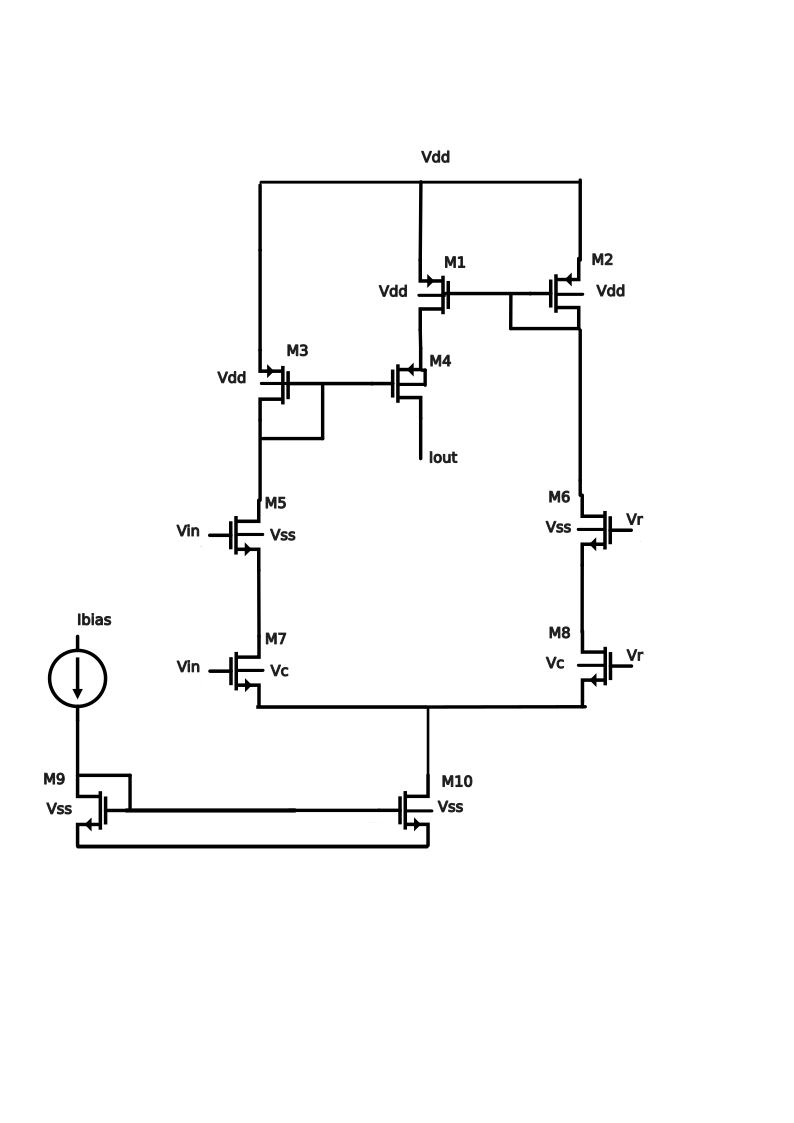 Vdd
M1
M2
Vdd
Vdd
M3
M4
Vdd
Iout
M5
M6
Vin
Vss
Vss
Vr
Ibias
M7
M8
Vin
Vc
Vc
Vr
M9
M10
Vss
Vss